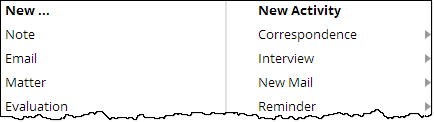 New ...
Note
Email
Matter
Evaluation
New Activity
Correspondence
Interview
New Mail
Reminder